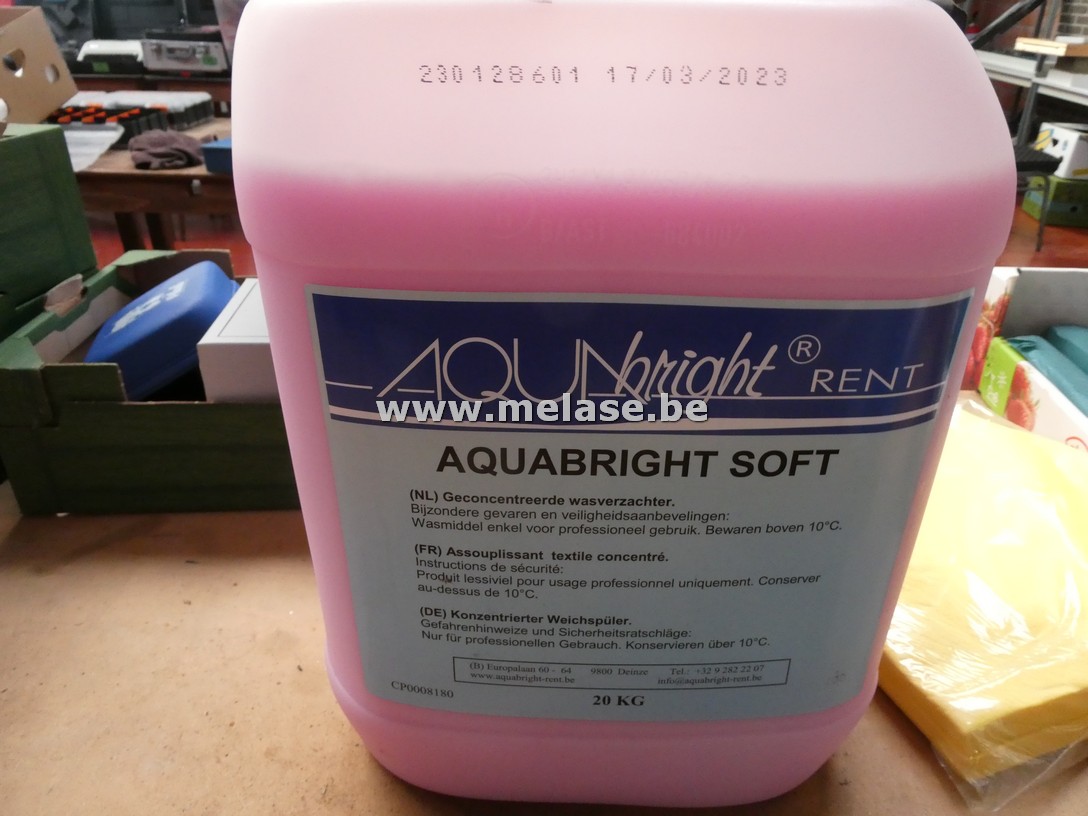 230128601 17/03/2023
AQUAbright ® RENT
www.melase.be
AQUABRIGHT SOFT
(NL) Geconcentreerde wasverzachter.
Bijzondere gevaren en veiligheidsaanbevelingen:
Wasmiddel enkel voor professioneel gebruik. Bewaren boven 10°C.
(FR) Assouplissant textile concentré.
Instructions de sécurité:
Produit lessiviel pour usage professionnel uniquement. Conserver
au-dessus de 10°C.
(DE) Konzentrierter Weichspüler.
Gefahrenhinweize und Sicherheitsratschläge:
Nur für professionellen Gebrauch. Konservieren über 10°C.
(B) Europalaan 60 - 64 9800 Deinze Tel.: +32 9 282 22 07
www.aquabright-rent.be info@aquabright-rent.be
CP0008180
20 KG